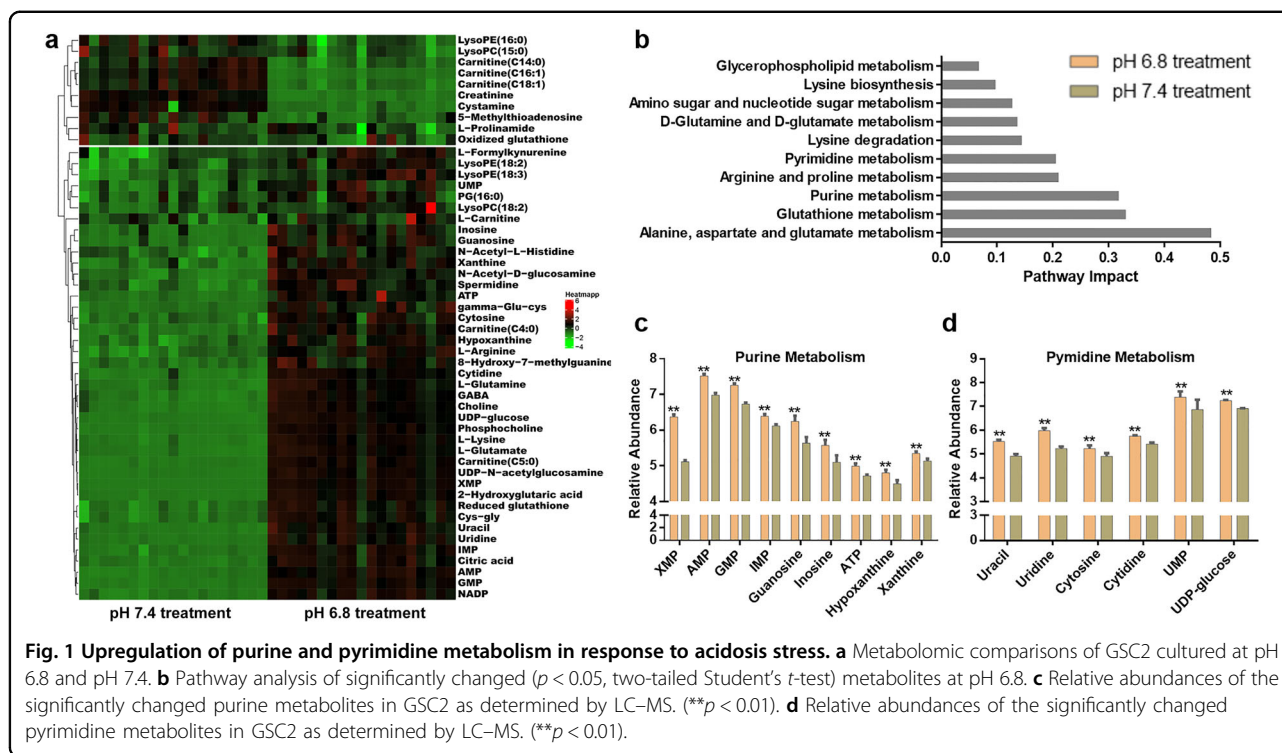 a
LysoPE(16:0)
LysoPC(15:0)
Carnitine(C14:0)
Carnitine(C16:1)
Carnitine(C18:1)
Creatinine
Cystamine
5-Methylthioadenosine
L-Prolinamide
Oxidized glutathione
L-Formylkynurenine
LysoPE(18:2)
LysoPE(18:3)
UMP
PG(16:0)
LysoPC(18:2)
L-Carnitine
Inosine
Guanosine
N-Acetyl-L-Histidine
Xanthine
N-Acetyl-D-glucosamine
Spermidine
ATP
gamma-Glu-cys
Cytosine
Carnitine(C4:0)
Hypoxanthine
L-Arginine
8-Hydroxy-7-methylguanine
Cytidine
L-Glutamine
GABA
Choline
UDP-glucose
Phosphocholine
L-Lysine
L-Glutamate
Carnitine(C5:0)
UDP-N-acetylglucosamine
XMP
2-Hydroxyglutaric acid
Reduced glutathione
Cys-gly
Uracil
Uridine
IMP
Citric acid
AMP
GMP
NADP
Heatmapp
6
4
2
0
-2
-4
pH 7.4 treatment pH 6.8 treatment
b
pH 6.8 treatment
pH 7.4 treatment
Glycerophospholipid metabolism
Lysine biosynthesis
Amino sugar and nucleotide sugar metabolism
D-Glutamine and D-glutamate metabolism
Lysine degradation
Pyrimidine metabolism
Arginine and proline metabolism
Purine metabolism
Glutathione metabolism
Alanine, aspartate and glutamate metabolism
0.0 0.1 0.2 0.3 0.4 0.5
Pathway Impact
c
Purine Metabolism
Relative Abundance
8
7
6
5
4
4
2
0
** ** ** ** ** ** ** ** **
XMP AMP GMP IMP Guanosine Inosine ATP Hypoxanthine Xanthine
d
Pymidine Metabolism
Relative Abundance
9
8
7
6
5
4
3
3
0
** ** ** ** ** **
Uracil Uridine Cytosine Cytidine UMP UDP-glucose
Fig. 1 Upregulation of purine and pyrimidine metabolism in response to acidosis stress. a Metabolomic comparisons of GSC2 cultured at pH
6.8 and pH 7.4. b Pathway analysis of significantly changed (p < 0.05, two-tailed Student's t-test) metabolites at pH 6.8. c Relative abundances of the
significantly changed purine metabolites in GSC2 as determined by LC–MS. (**p < 0.01). d Relative abundances of the significantly changed
pyrimidine metabolites in GSC2 as determined by LC–MS. (**p < 0.01).